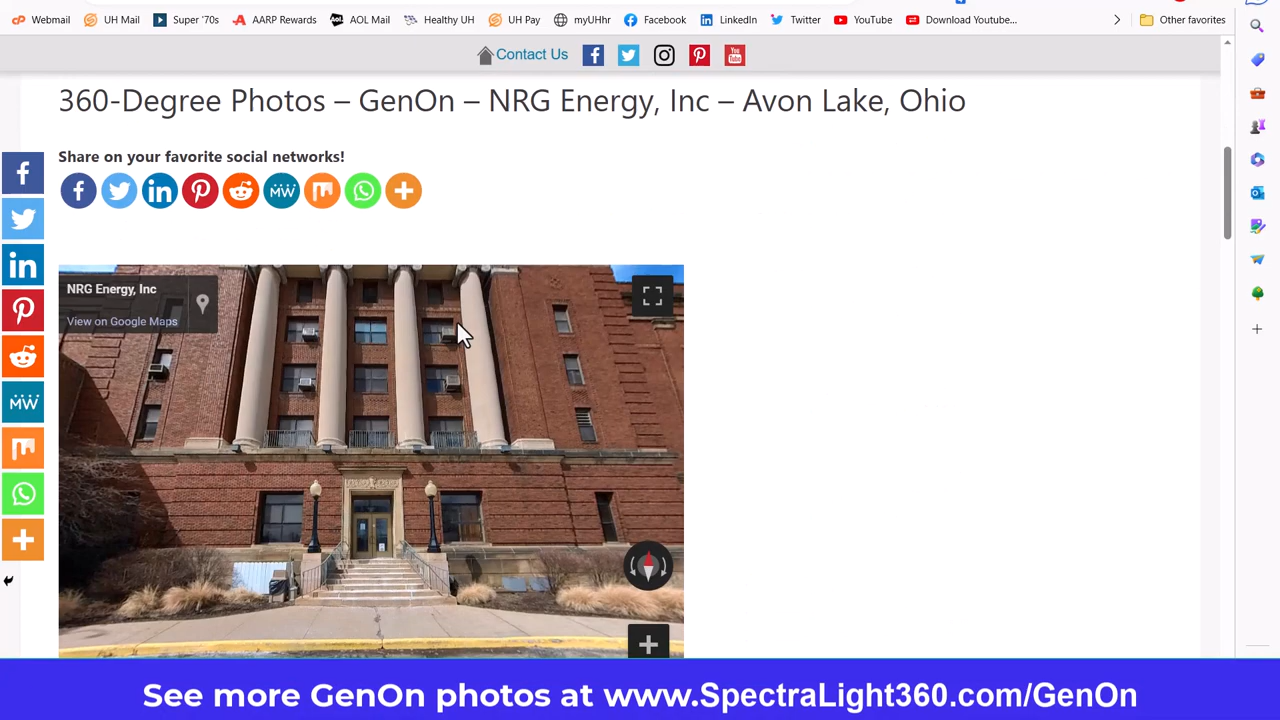 Webmail UH Mail Super '70s AARP Rewards AOL Mail Healthy UH UH Pay myUHhr Facebook LinkedIn Twitter YouTube Download Youtube... Other favorites
Contact Us
360-Degree Photos – GenOn – NRG Energy, Inc – Avon Lake, Ohio
Share on your favorite social networks!
NRG Energy, Inc
View on Google Maps
See more GenOn photos at www.SpectraLight360.com/GenOn